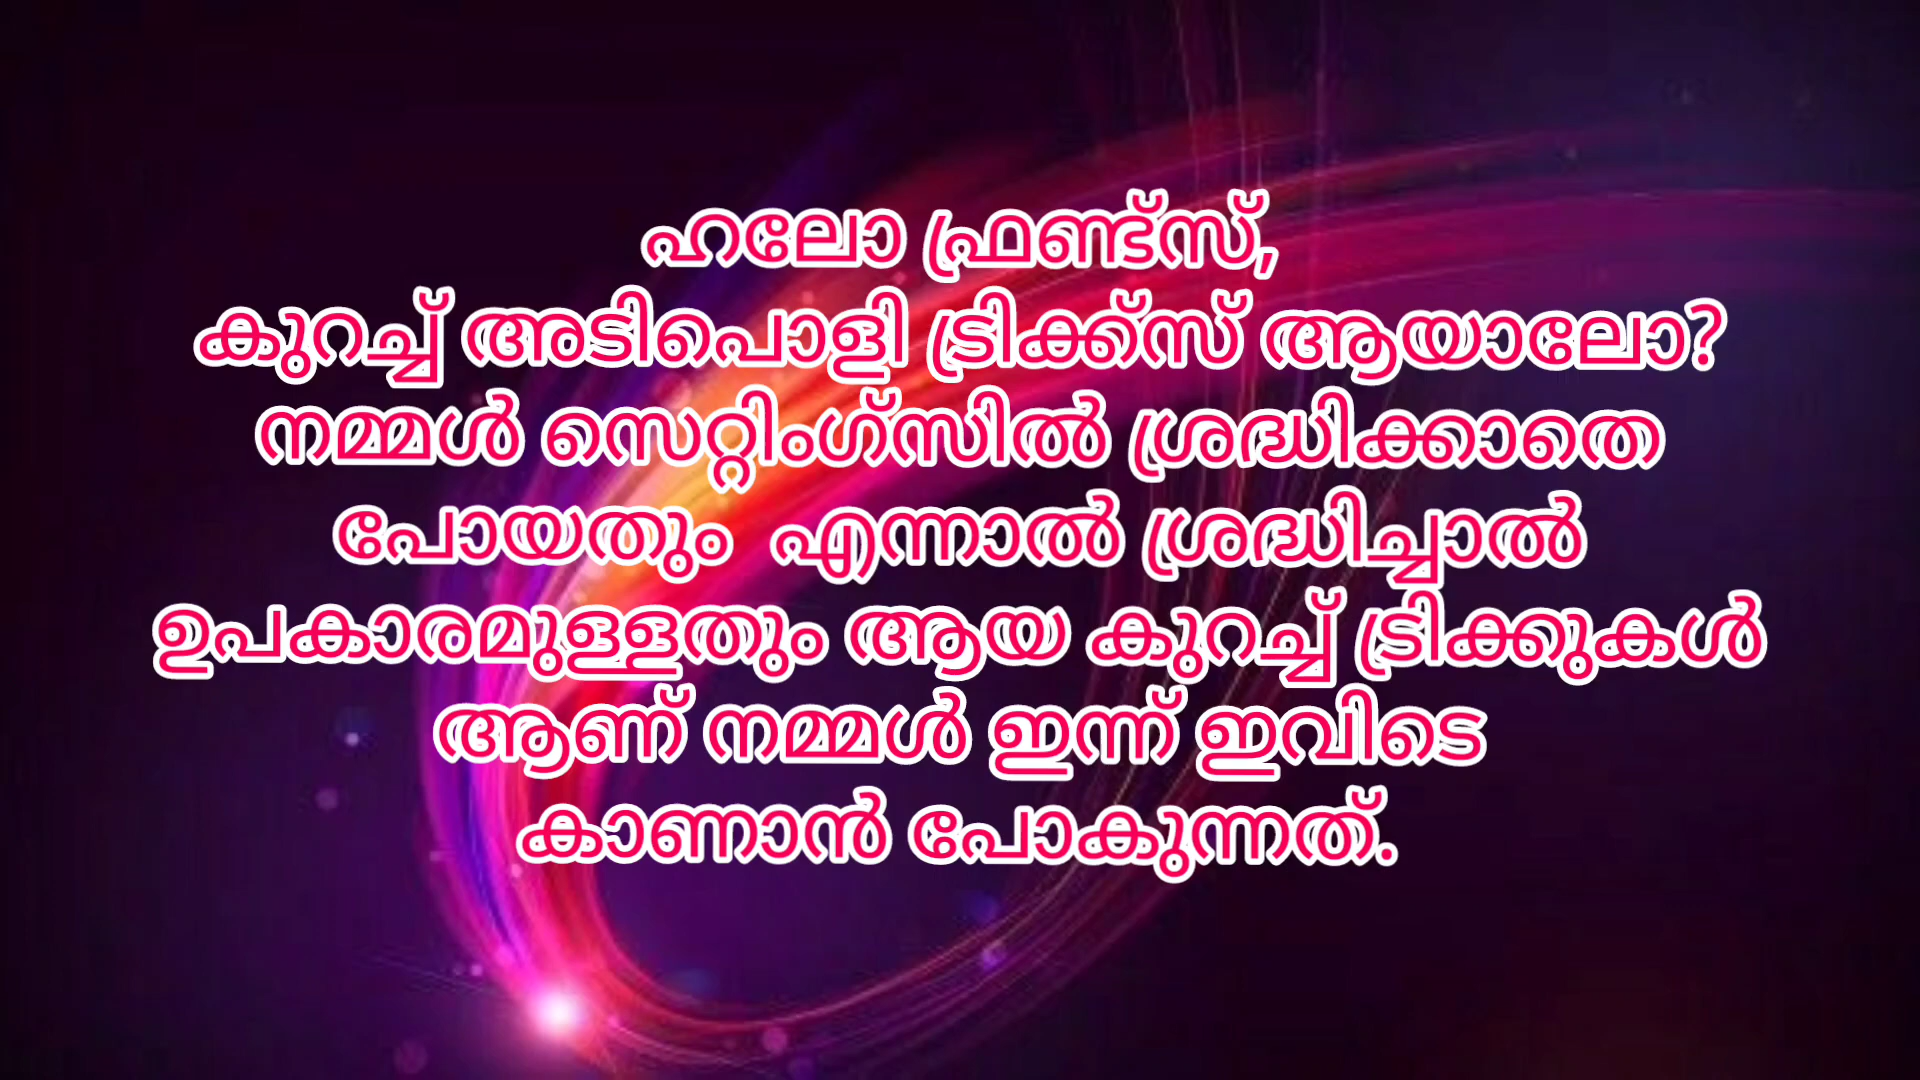 ഹലോ ഫ്രണ്ട്സ്,
കുറച്ച് അടിപൊളി ട്രിക്ക്സ് ആയാലോ?
നമ്മൾ സെറ്റിംഗ്സിൽ ശ്രദ്ധിക്കാതെ
പോയതും  എന്നാൽ ശ്രദ്ധിച്ചാൽ
ഉപകാരമുള്ളതും ആയ കുറച്ച് ട്രിക്കുകൾ
ആണ് നമ്മൾ ഇന്ന് ഇവിടെ
കാണാൻ പോകുന്നത്.